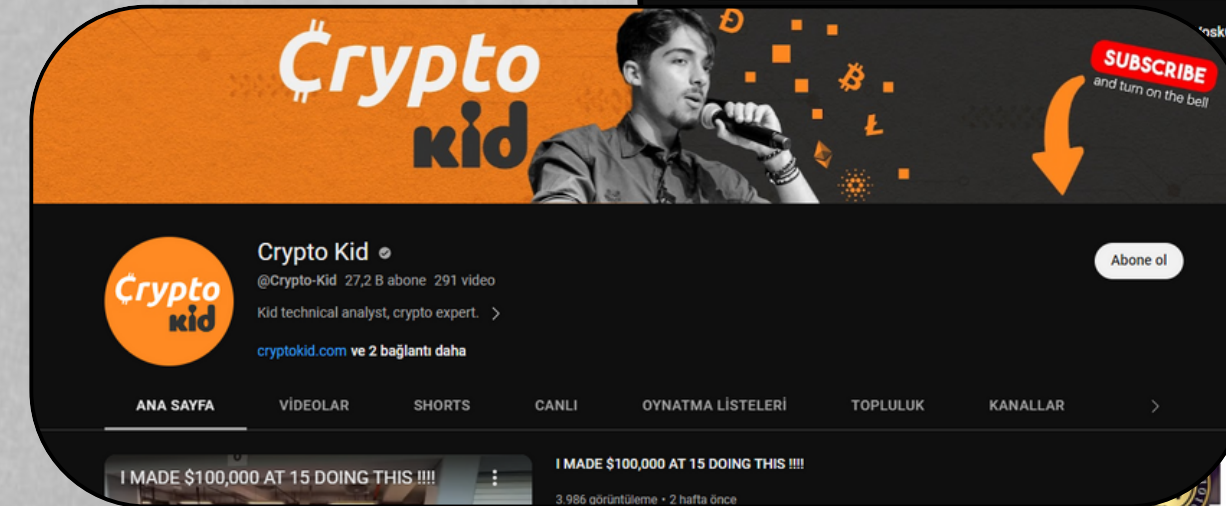 Crypto
Kid
SUBSCRIBE
and turn on the bell
Crypto
Kid
Crypto Kid
@Crypto-Kid 27,2 B abone 291 video
Kid technical analyst, crypto expert.
cryptokid.com ve 2 bağlantı daha
Abone ol
ANA SAYFA VİDEOLAR SHORTS CANLI OYNATMA LİSTELERİ TOPLULUK KANALLAR
I MADE $100,000 AT 15 DOING THIS !!!!
I MADE $100,000 AT 15 DOING THIS !!!!
3.986 görüntüleme • 2 hafta önce